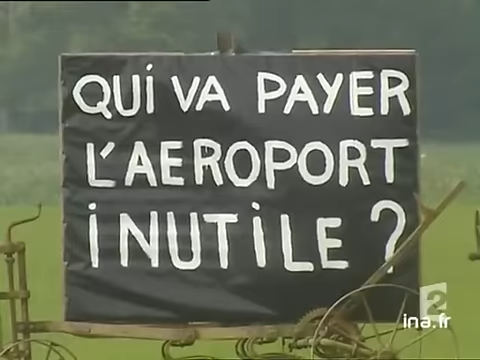 QUi VA PAYER
L'AEROPORT
iNUTiLE ?
2
ina.fr